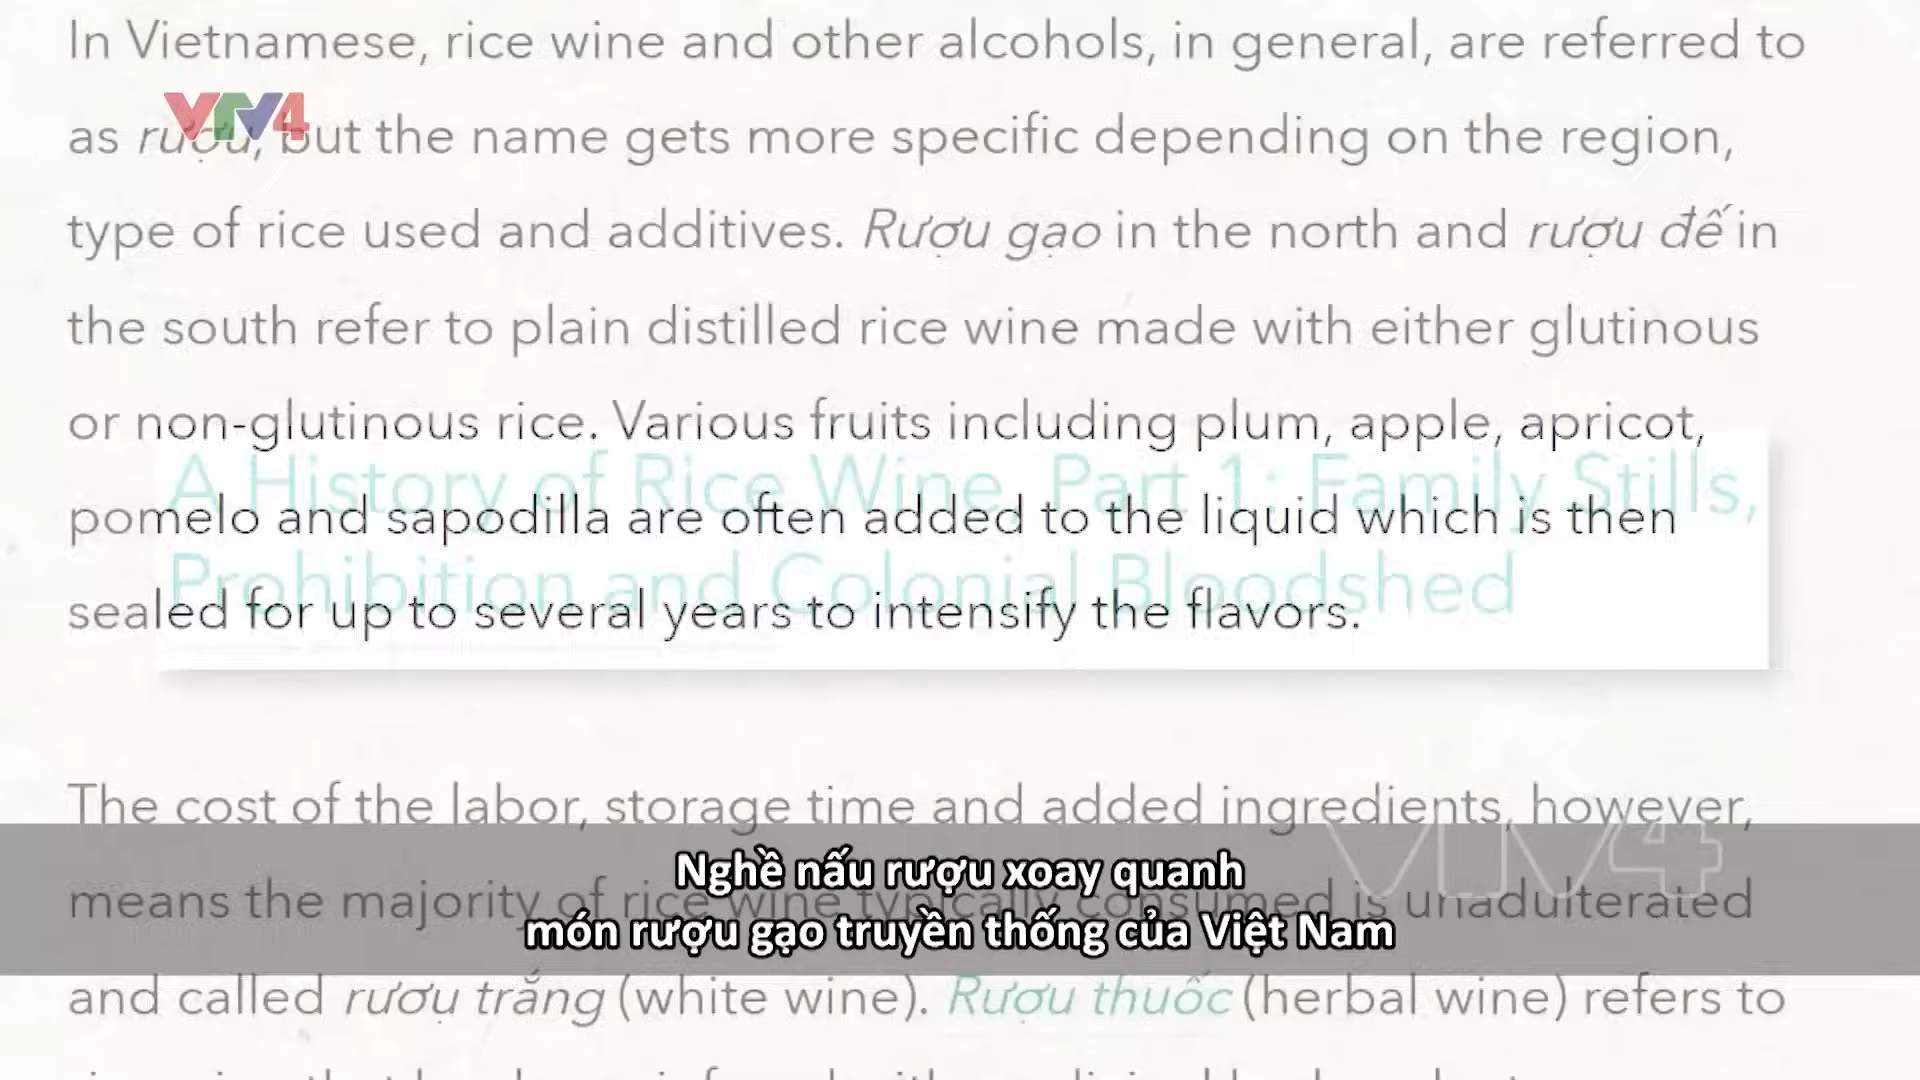 In Vietnamese, rice wine and other alcohols, in general, are referred to
VTV4
as rượu, but the name gets more specific depending on the region,
type of rice used and additives. Rượu gạo in the north and rượu đế in
the south refer to plain distilled rice wine made with either glutinous
or non-glutinous rice. Various fruits including plum, apple, apricot,
A History of Rice Wine, Part 1: Family Stills,
pomelo and sapodilla are often added to the liquid which is then
Prohibition and Colonial Bloodshed
sealed for up to several years to intensify the flavors.
The cost of the labor, storage time and added ingredients, however,
VTV4
Nghề nấu rượu xoay quanh
means the majority of rice wine typically consumed is unadulterated
món rượu gạo truyền thống của Việt Nam
and called rượu trắng (white wine). Rượu thuốc (herbal wine) refers to